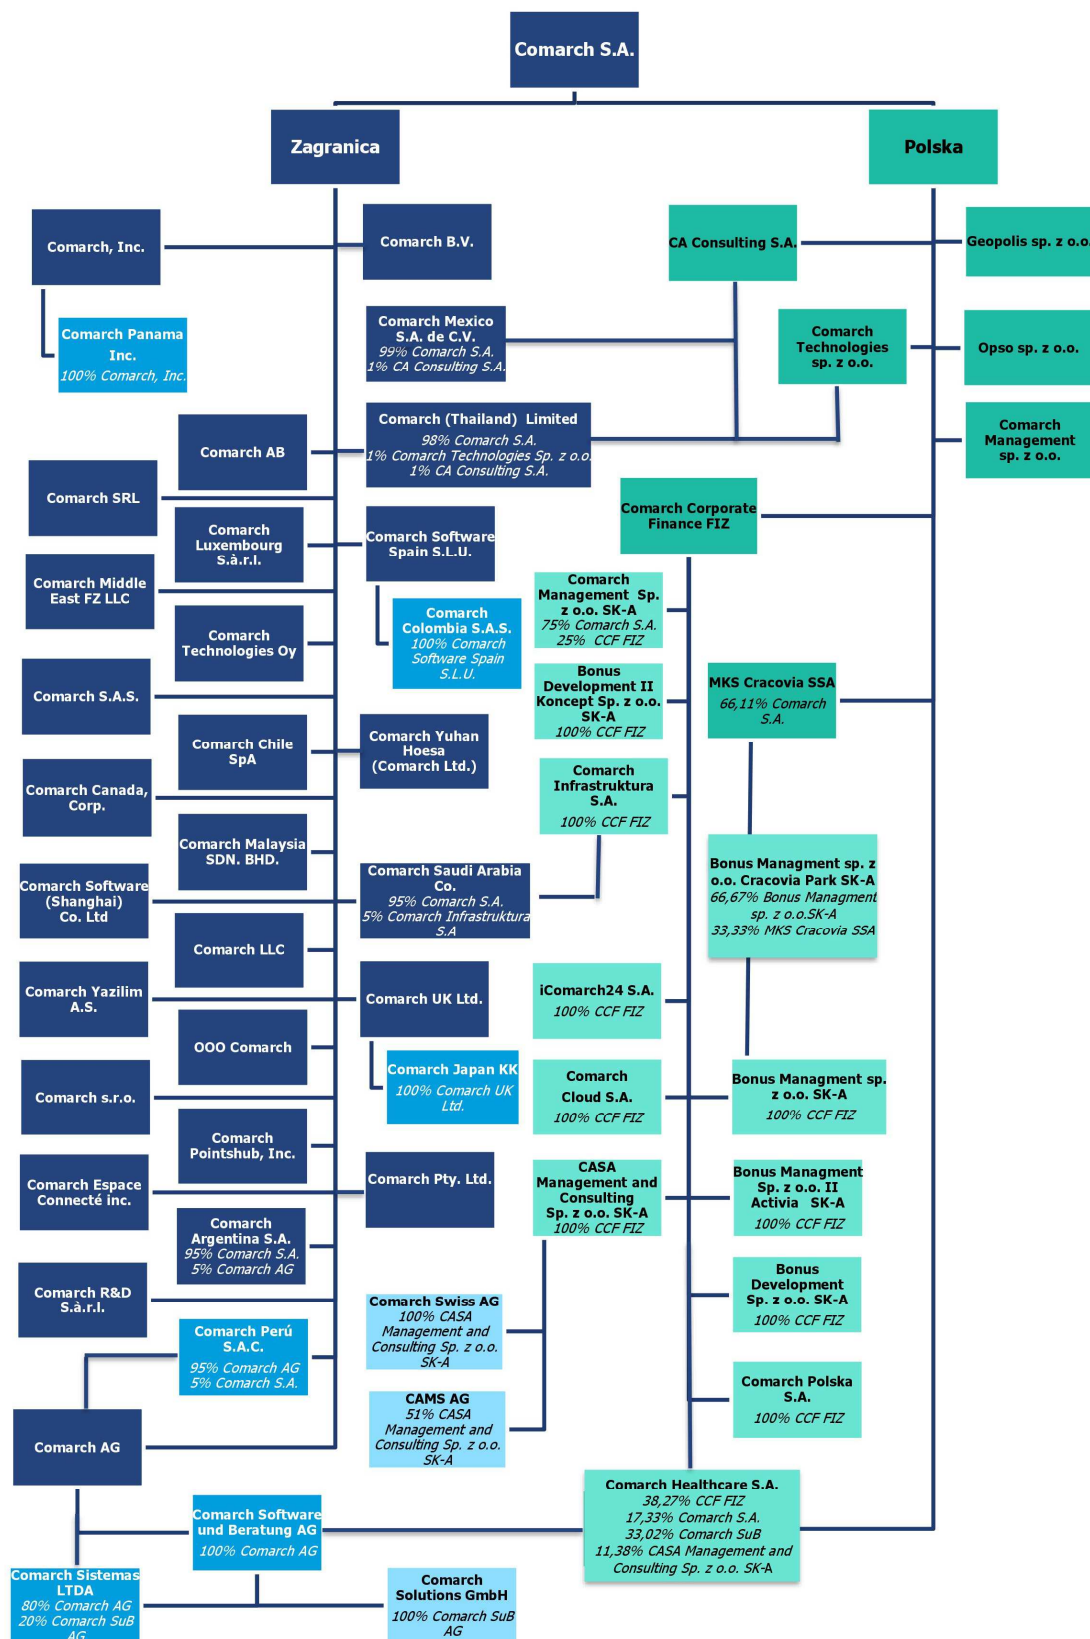 Comarch S.A.
Zagranica
Polska
Comarch, Inc.
Comarch B.V.
CA Consulting S.A.
Geopolis sp. z o.o.
Comarch Panama
Inc.
100% Comarch, Inc.
Comarch Mexico
S.A. de C.V.
99% Comarch S.A.
1% CA Consulting S.A.
Comarch
Technologies
sp. z o.o.
Opso sp. z o.o.
Comarch AB
Comarch (Thailand) Limited
98% Comarch S.A.
1% Comarch Technologies Sp. z o.o.
1% CA Consulting S.A.
Comarch
Management
sp. z o.o.
Comarch SRL
Comarch
Luxembourg
S.à.r.l.
Comarch Software
Spain S.L.U.
Comarch Corporate
Finance FIZ
Comarch Middle
East FZ LLC
Comarch
Colombia S.A.S.
100% Comarch
Software Spain
S.L.U.
Comarch
Management Sp.
z o.o. SK-A
75% Comarch S.A.
25% CCF FIZ
Comarch
Technologies Oy
Comarch S.A.S.
Bonus
Development II
Koncept Sp. z o.o.
SK-A
100% CCF FIZ
MKS Cracovia SSA
66,11% Comarch
S.A.
Comarch Chile
SpA
Comarch Yuhan
Hoesa
(Comarch Ltd.)
Comarch
Infrastruktura
S.A.
100% CCF FIZ
Comarch Canada,
Corp.
Comarch Malaysia
SDN. BHD.
Bonus Managment sp. z
o.o. Cracovia Park SK-A
66,67% Bonus Managment
sp. z o.o.SK-A
33,33% MKS Cracovia SSA
Comarch Software
(Shanghai)
Co. Ltd
Comarch Saudi Arabia
Co.
95% Comarch S.A.
5% Comarch Infrastruktura
S.A
Comarch LLC
Comarch Yazilim
A.S.
Comarch UK Ltd.
iComarch24 S.A.
100% CCF FIZ
OOO Comarch
Comarch Japan KK
100% Comarch UK
Ltd.
Comarch
Cloud S.A.
100% CCF FIZ
Bonus Managment sp.
z o.o. SK-A
100% CCF FIZ
Comarch s.r.o.
Comarch
Pointshub, Inc.
Comarch Espace
Connecté inc.
Comarch Pty. Ltd.
CASA
Management and
Consulting
Sp. z o.o. SK-A
100% CCF FIZ
Bonus Managment
Sp. z o.o. II
Activia SK-A
100% CCF FIZ
Comarch
Argentina S.A.
95% Comarch S.A.
5% Comarch AG
Comarch R&D
S.à.r.l.
Comarch Swiss AG
100% CASA
Management and
Consulting Sp. z o.o.
SK-A
Bonus
Development
Sp. z o.o. SK-A
100% CCF FIZ
Comarch Perú
S.A.C.
95% Comarch AG
5% Comarch S.A.
CAMS AG
51% CASA
Management and
Consulting Sp. z o.o.
SK-A
Comarch Polska
S.A.
100% CCF FIZ
Comarch AG
Comarch Software
und Beratung AG
100% Comarch AG
Comarch Healthcare S.A.
38,27% CCF FIZ
17,33% Comarch S.A.
33,02% Comarch SuB
11,38% CASA Management and
Consulting Sp. z o.o. SK-A
Comarch Sistemas
LTDA
80% Comarch AG
20% Comarch SuB
AG
Comarch
Solutions GmbH
100% Comarch SuB
AG